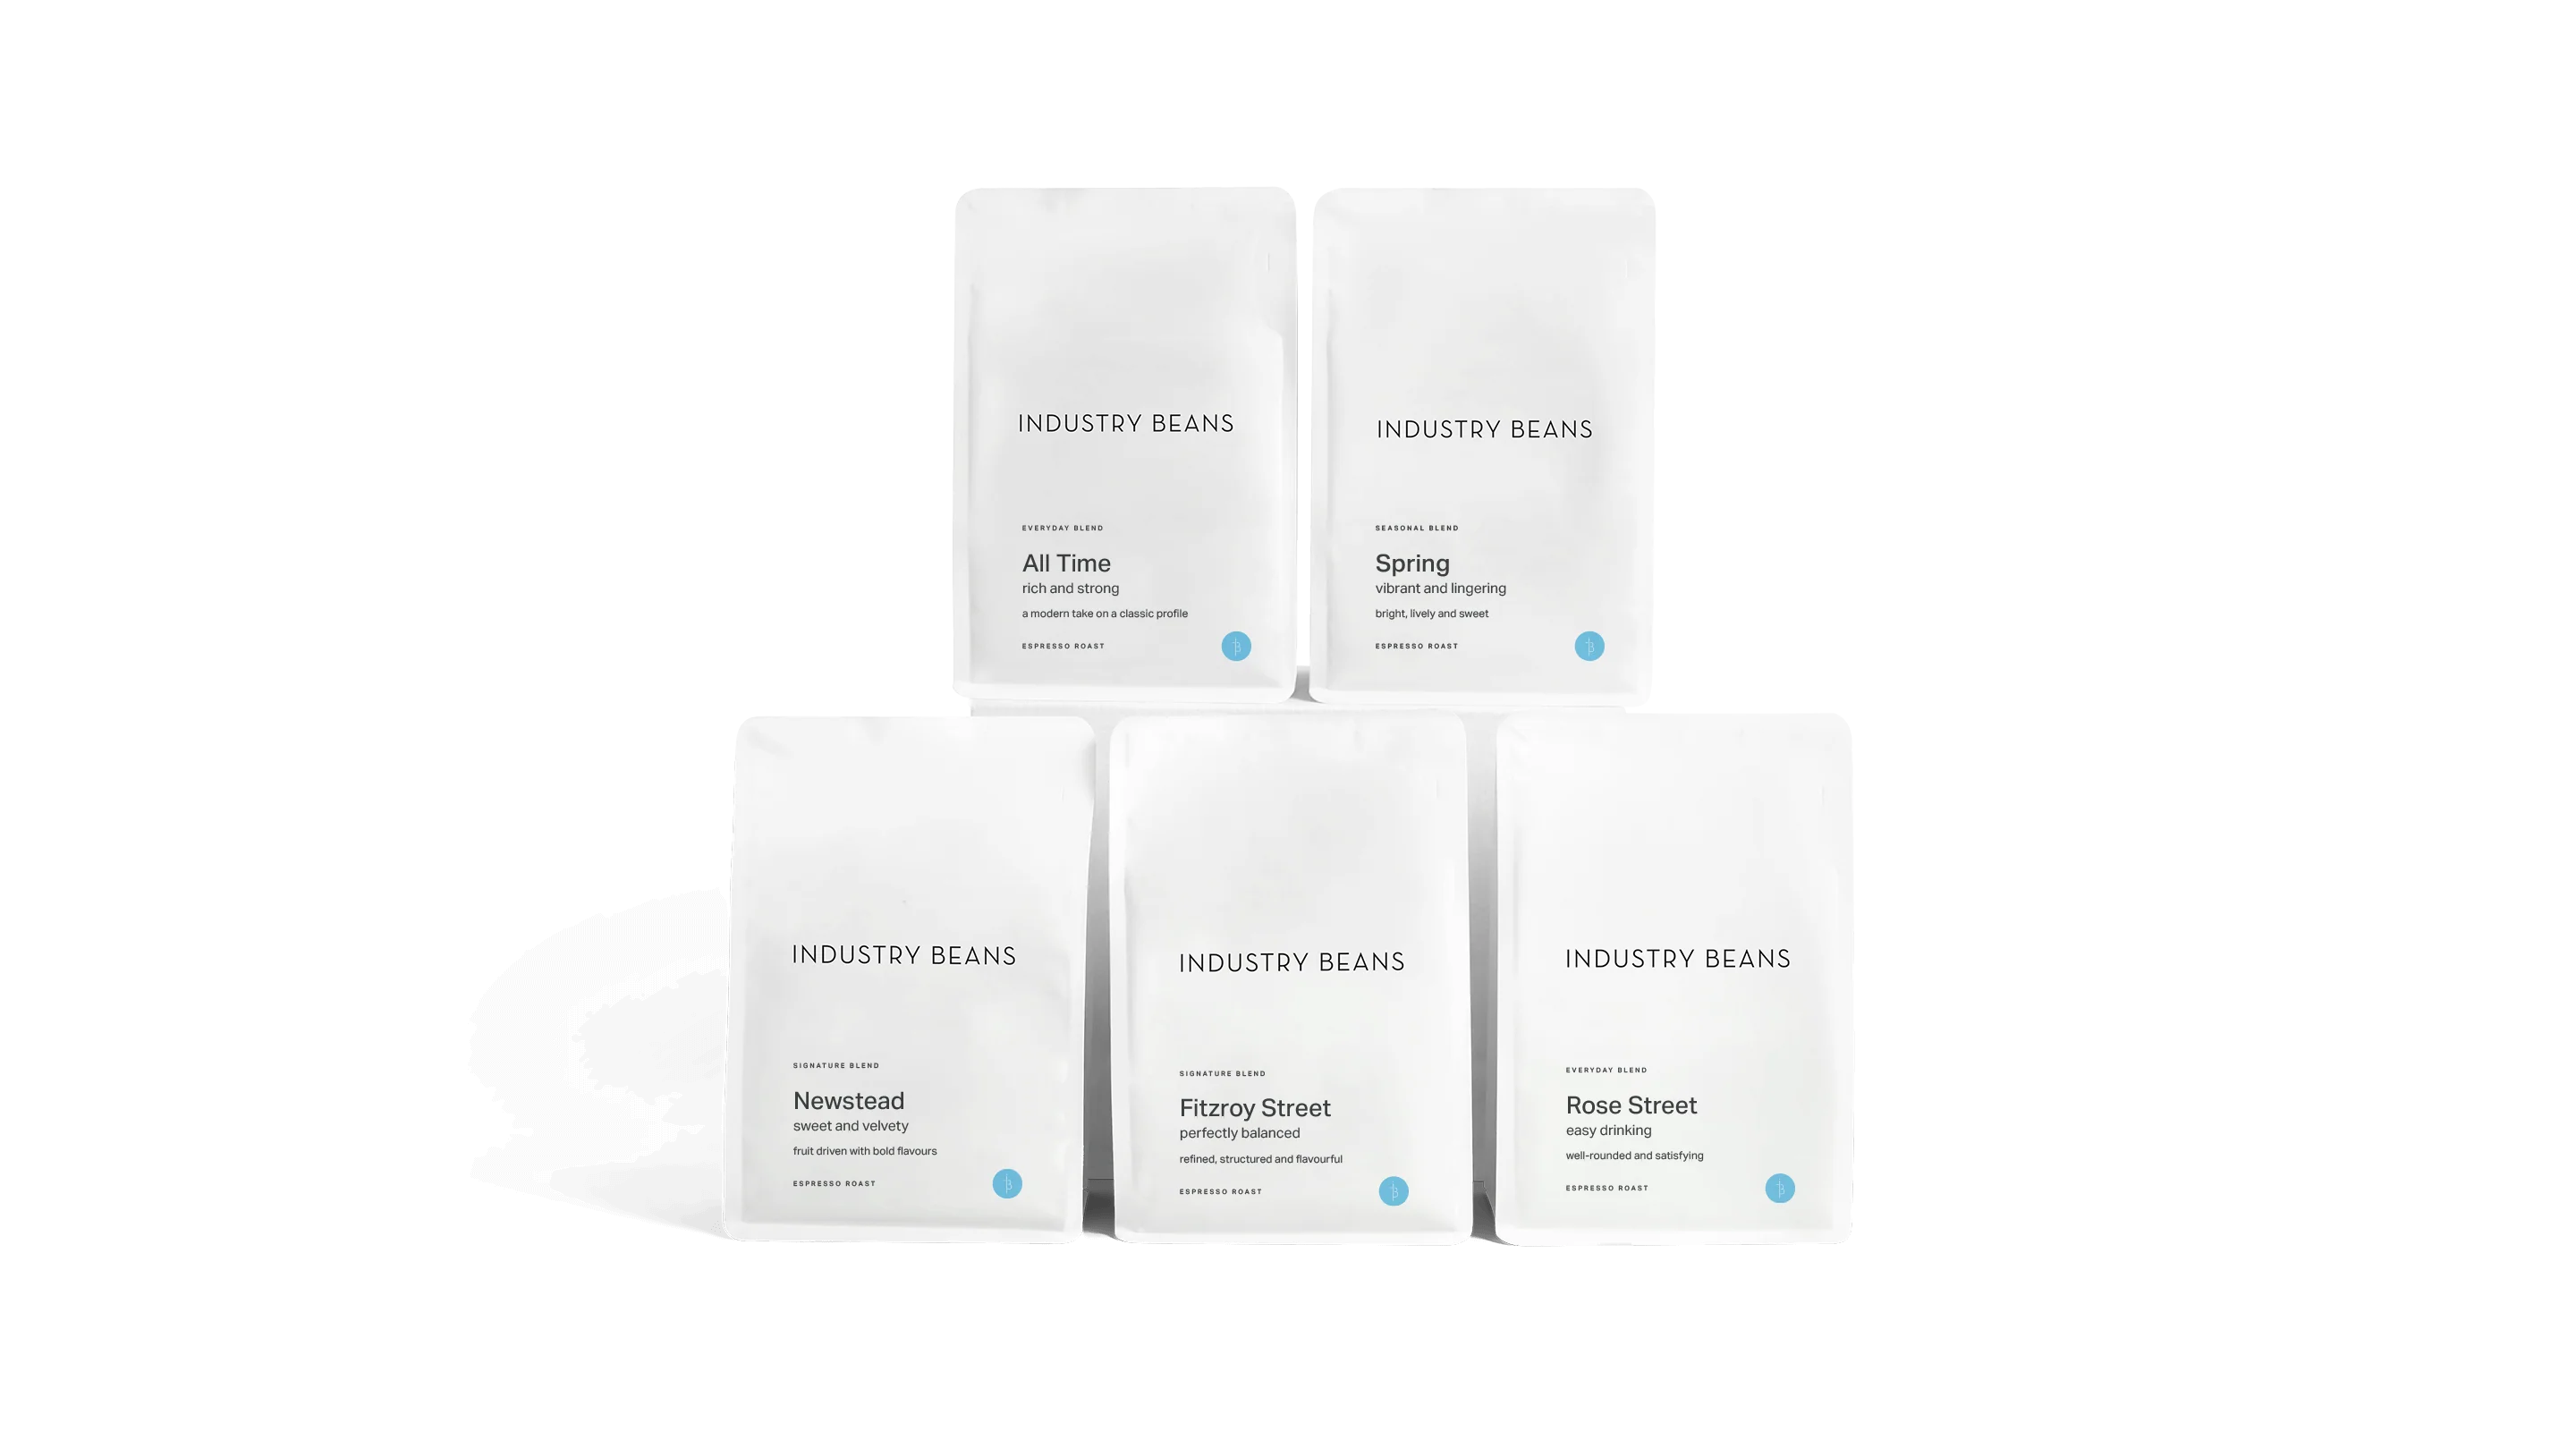 INDUSTRY BEANS
EVERYDAY BLEND
All Time
rich and strong
a modern take on a classic profile
ESPRESSO ROAST
INDUSTRY BEANS
SEASONAL BLEND
Spring
vibrant and lingering
bright, lively and sweet
ESPRESSO ROAST
INDUSTRY BEANS
SIGNATURE BLEND
Newstead
sweet and velvety
fruit driven with bold flavours
ESPRESSO ROAST
INDUSTRY BEANS
SIGNATURE BLEND
Fitzroy Street
perfectly balanced
refined, structured and flavourful
ESPRESSO ROAST
INDUSTRY BEANS
EVERYDAY BLEND
Rose Street
easy drinking
well-rounded and satisfying
ESPRESSO ROAST